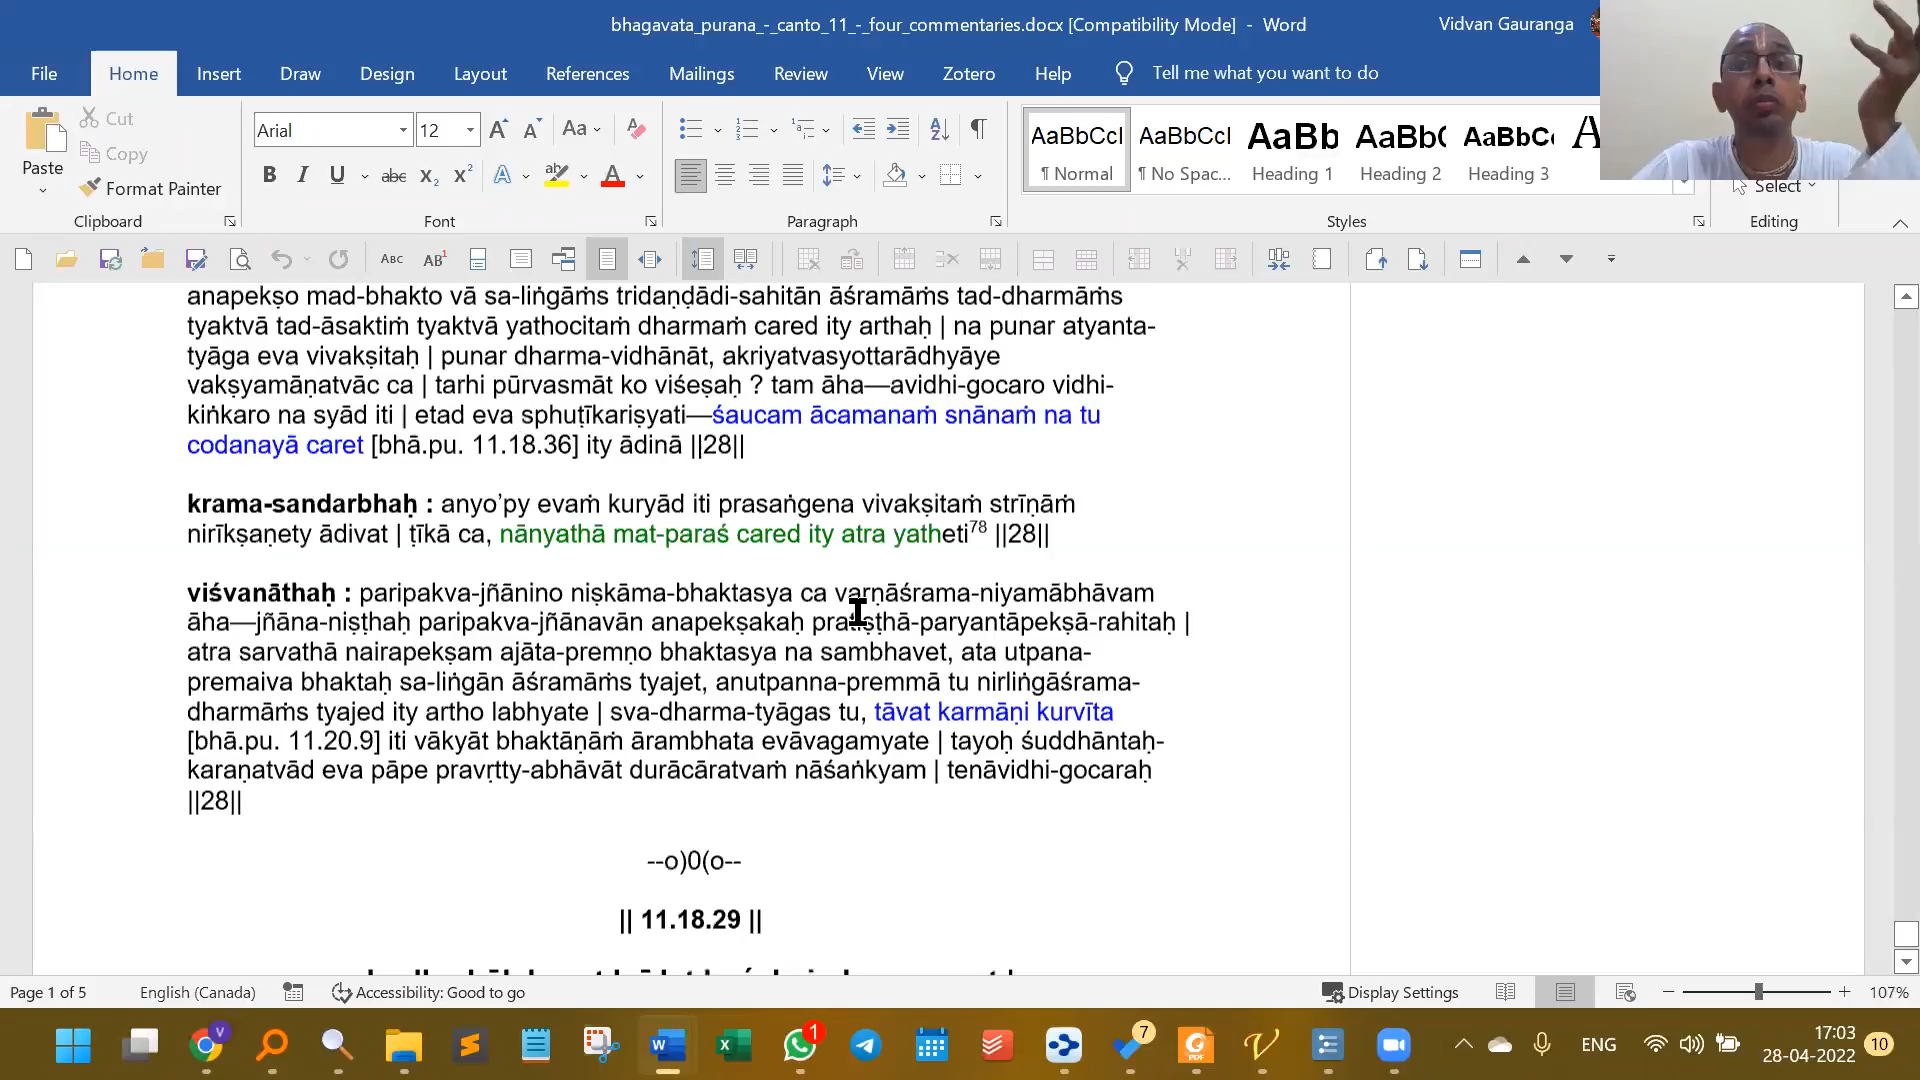 bhagavata_purana_-_canto_11_-_four_commentaries.docx [Compatibility Mode] - Word
Vidvan Gauranga
File Home Insert Draw Design Layout References Mailings Review View Zotero Help Tell me what you want to do
Paste
Cut
Copy
Format Painter
Arial 12
AaBbCcI AaBbCcI AaBb AaBb( AaBbC
¶ Normal ¶ No Spac... Heading 1 Heading 2 Heading 3
Select
Clipboard Font Paragraph Styles Editing
anapekṣo mad-bhakto vā sa-liṅgāṁs tridaṇḍādi-sahitān āśramāṁs tad-dharmāṁs
tyaktvā tad-āsaktiṁ tyaktvā yathocitaṁ dharmaṁ cared ity arthaḥ | na punar atyanta-
tyāga eva vivakṣitaḥ | punar dharma-vidhānāt, akriyatvasyottarādhyāye
vakṣyamāṇatvāc ca | tarhi pūrvasmāt ko viśeṣaḥ ? tam āha—avidhi-gocaro vidhi-
kiṅkaro na syād iti | etad eva sphuṭīkariṣyati—śaucam ācamanaṁ snānaṁ na tu
codanayā caret [bhā.pu. 11.18.36] ity ādinā ||28||
krama-sandarbhaḥ : anyo’py evaṁ kuryād iti prasaṅgena vivakṣitaṁ strīṇāṁ
nirīkṣaṇety ādivat | ṭīkā ca, nānyathā mat-paraś cared ity atra yatheti78 ||28||
viśvanāthaḥ : paripakva-jñānino niṣkāma-bhaktasya ca varṇāśrama-niyamābhāvam
āha—jñāna-niṣṭhaḥ paripakva-jñānavān anapekṣakaḥ pratiṣṭhā-paryantāpekṣā-rahitaḥ |
atra sarvathā nairapekṣam ajāta-premṇo bhaktasya na sambhavet, ata utpana-
premaiva bhaktaḥ sa-liṅgān āśramāṁs tyajet, anutpanna-premmā tu nirliṅgāśrama-
dharmāṁs tyajed ity artho labhyate | sva-dharma-tyāgas tu, tāvat karmāṇi kurvīta
[bhā.pu. 11.20.9] iti vākyāt bhaktāṇāṁ ārambhata evāvagamyate | tayoḥ śuddhāntaḥ-
karaṇatvād eva pāpe pravṛtty-abhāvāt durācāratvaṁ nāśaṅkyam | tenāvidhi-gocaraḥ
||28||
--o)0(o--
|| 11.18.29 ||
Page 1 of 5 English (Canada) Accessibility: Good to go Display Settings 107%
1 7 ENG 17:03
28-04-2022 10